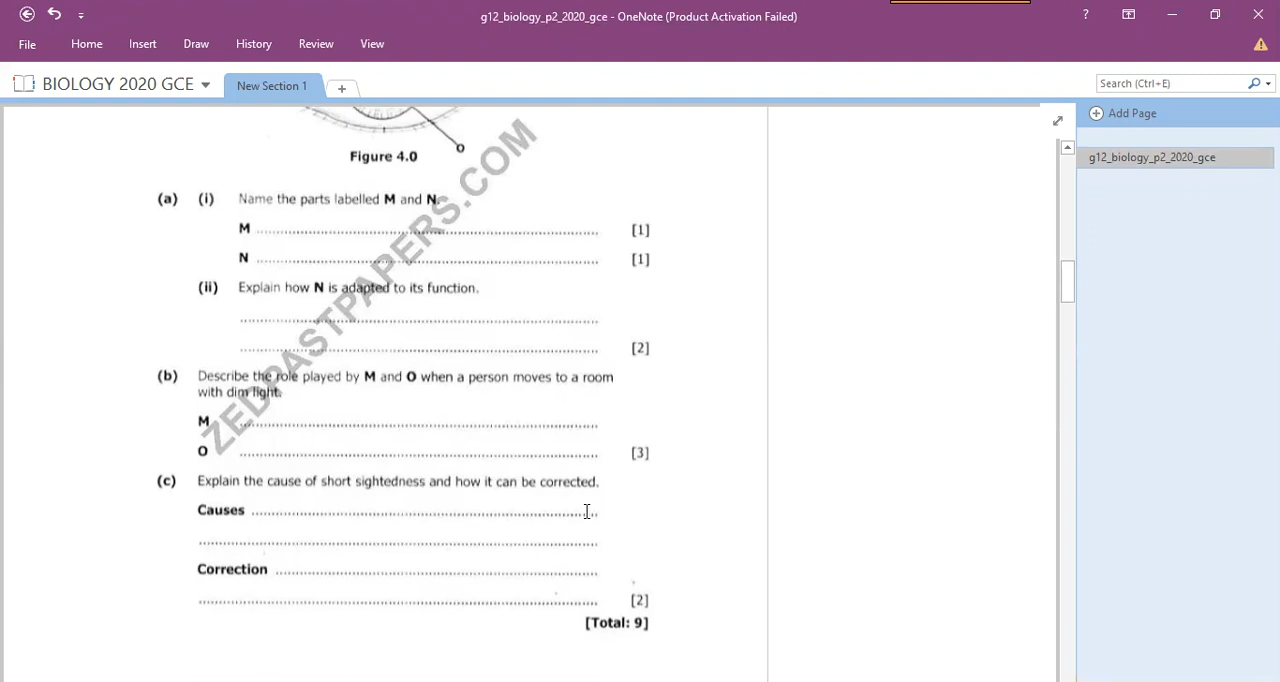 g12_biology_p2_2020_gce - OneNote (Product Activation Failed)
?
File Home Insert Draw History Review View
BIOLOGY 2020 GCE
New Section 1
+
Search (Ctrl+E)
Add Page
g12_biology_p2_2020_gce
O
Figure 4.0
ZEDPASTPAPERS.COM
(a) (i) Name the parts labelled M and N.
M ........................................ [1]
N ........................................ [1]
(ii) Explain how N is adapted to its function.
........................................
........................................ [2]
(b) Describe the role played by M and O when a person moves to a room
with dim light.
M ........................................
O ........................................ [3]
(c) Explain the cause of short sightedness and how it can be corrected.
Causes ........................................
........................................
Correction ........................................
........................................ [2]
[Total: 9]